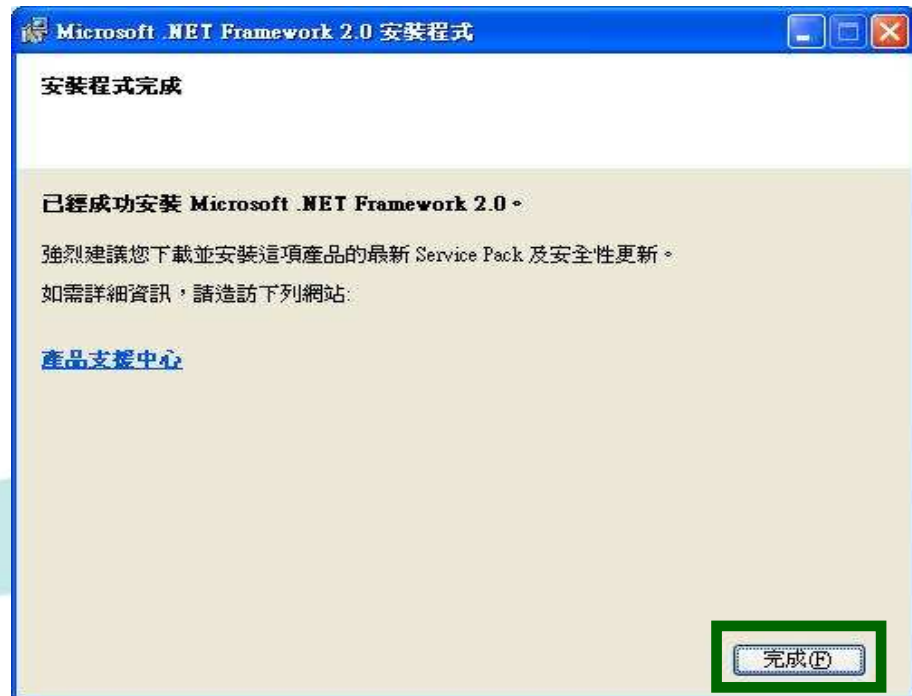 Microsoft .NET Framework 2.0 安裝程式
安裝程式完成
已經成功安裝 Microsoft .NET Framework 2.0。
強烈建議您下載並安裝這項產品的最新 Service Pack 及安全性更新。
如需詳細資訊，請造訪下列網站:
產品支援中心
完成(F)